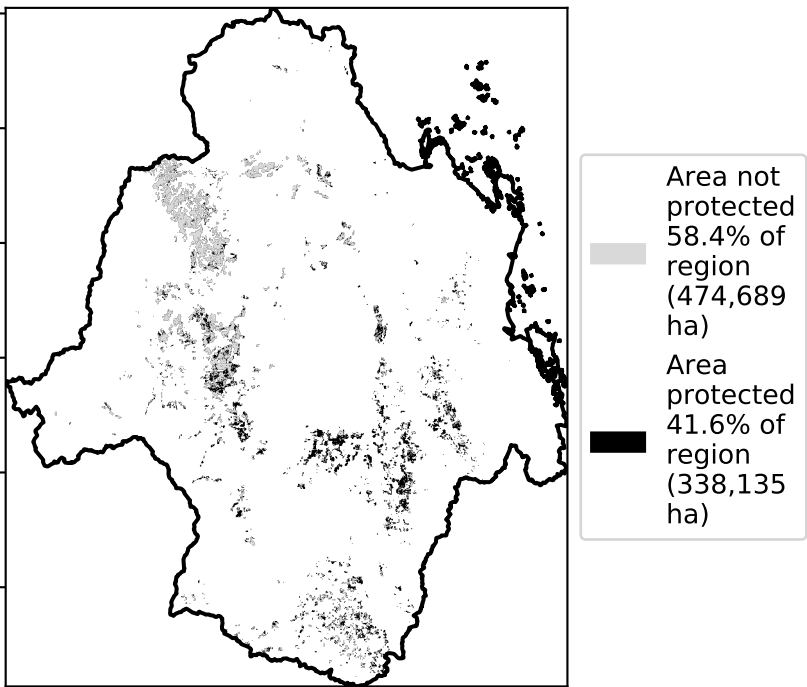 Area not
protected
58.4% of
region
(474,689
ha)
Area
protected
41.6% of
region
(338,135
ha)